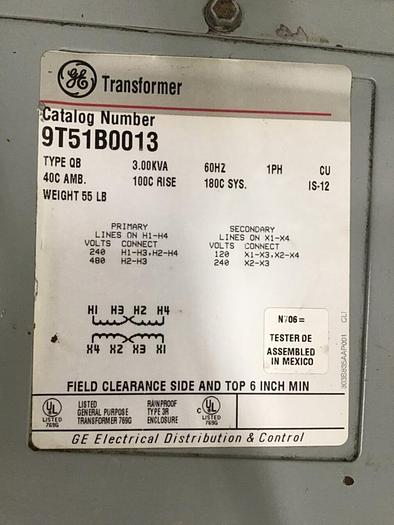 GE Transformer
Catalog Number
9T51B0013
TYPE QB 3.00KVA 60HZ 1PH CU
40C AMB. 100C RISE 180C SYS. IS-12
WEIGHT 55 LB
PRIMARY
LINES ON H1-H4
VOLTS CONNECT
240 H1-H3,H2-H4
480 H2-H3
SECONDARY
LINES ON X1-X4
VOLTS CONNECT
120 X1-X3,X2-X4
240 X2-X3
H1 H3 H2 H4
X4 X2 X3 X1
N706=
TESTER DE
ASSEMBLED
IN MEXICO
FIELD CLEARANCE SIDE AND TOP 6 INCH MIN
UL
LISTED
769G
LISTED
GENERAL PURPOSE
TRANSFORMER 769G
RAINPROOF
TYPE 3R
ENCLOSURE
C UL
LISTED
769G
GE Electrical Distribution & Control